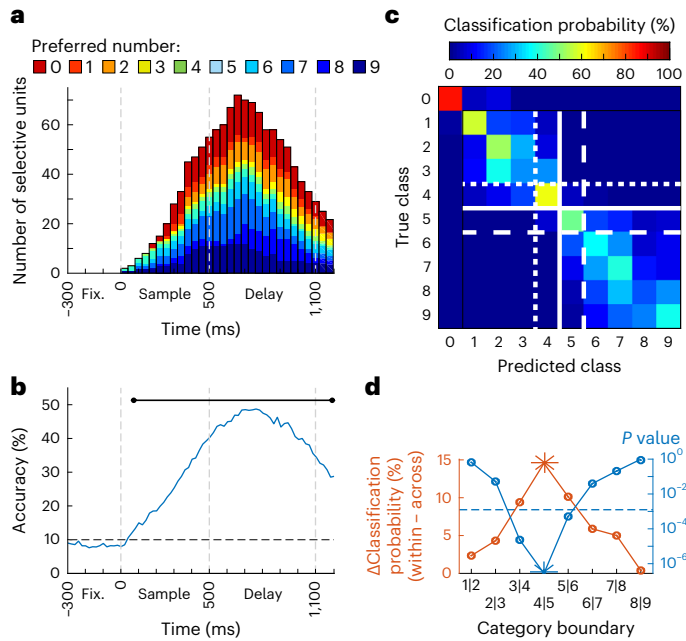 a
Preferred number:
0 1 2 3 4 5 6 7 8 9
Number of selective units
60
40
20
0
–300 0 500 1,100
Fix. Sample Delay
Time (ms)
b
Accuracy (%)
50
40
30
20
10
0
–300 0 500 1,100
Fix. Sample Delay
Time (ms)
c
Classification probability (%)
0 20 40 60 80 100
True class
0
1
2
3
4
5
6
7
8
9
0 1 2 3 4 5 6 7 8 9
Predicted class
d
ΔClassification
probability (%)
(within – across)
P value
15
10
5
0
10⁰
10⁻²
10⁻⁴
10⁻⁶
1|2 3|4 5|6 7|8
2|3 4|5 6|7 8|9
Category boundary